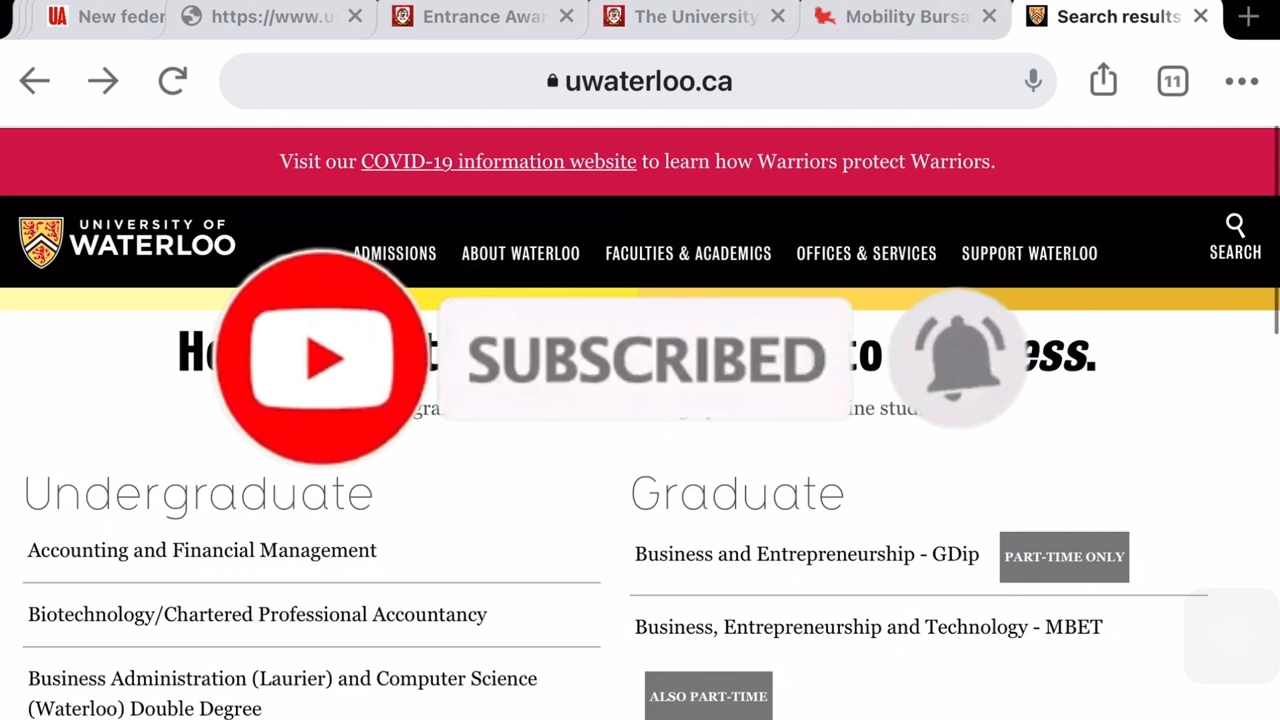 UA New feder
https://www.u
Entrance Awar
The University
Mobility Bursa
Search results
uwaterloo.ca
11
Visit our COVID-19 information website to learn how Warriors protect Warriors.
UNIVERSITY OF
WATERLOO
ADMISSIONS
ABOUT WATERLOO
FACULTIES & ACADEMICS
OFFICES & SERVICES
SUPPORT WATERLOO
SEARCH
SUBSCRIBED
to
Undergraduate
Accounting and Financial Management
Biotechnology/Chartered Professional Accountancy
Business Administration (Laurier) and Computer Science
(Waterloo) Double Degree
Graduate
Business and Entrepreneurship - GDip
PART-TIME ONLY
Business, Entrepreneurship and Technology - MBET
ALSO PART-TIME